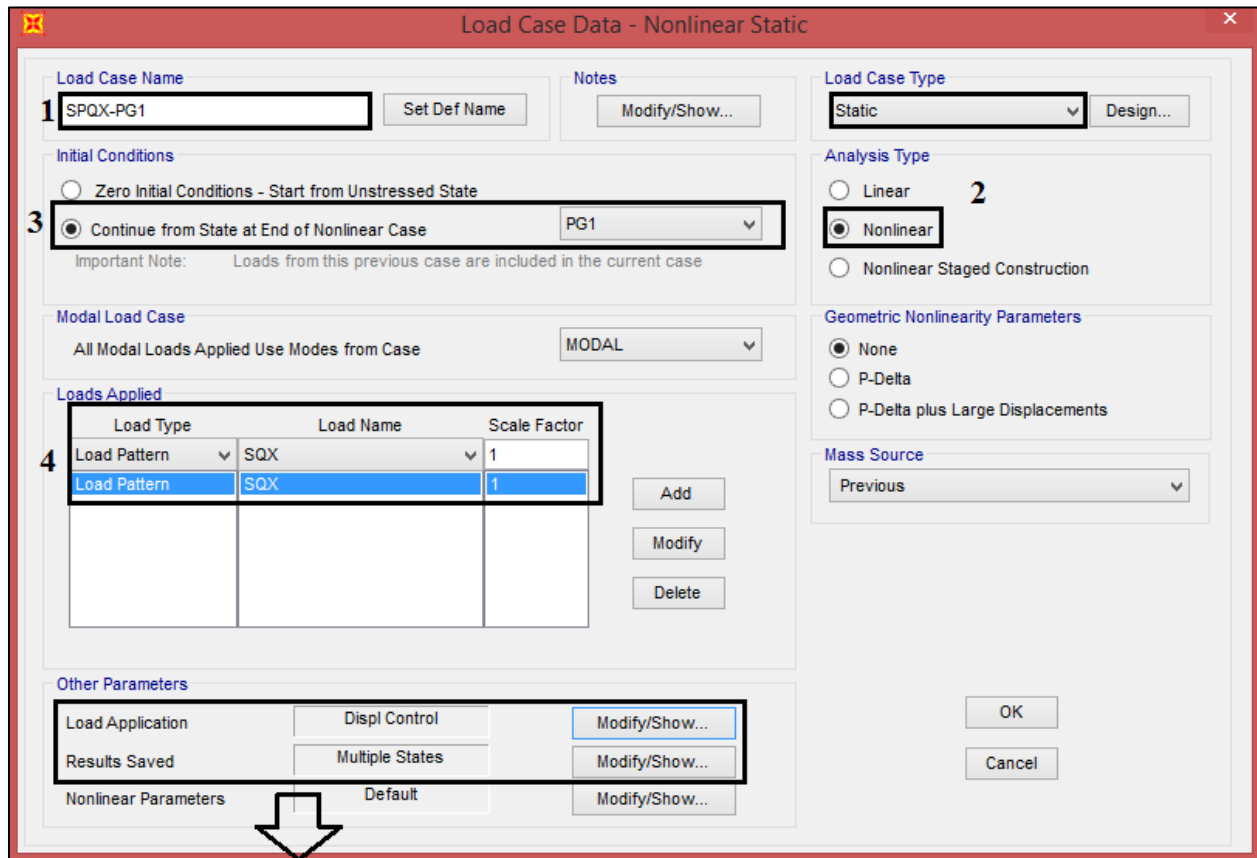 Load Case Data - Nonlinear Static
Load Case Name
Notes
Load Case Type
1
SPQX-PG1
Set Def Name
Modify/Show...
Static
Design...
Initial Conditions
Analysis Type
Zero Initial Conditions - Start from Unstressed State
Linear
2
3
Continue from State at End of Nonlinear Case
PG1
Nonlinear
Important Note: Loads from this previous case are included in the current case
Nonlinear Staged Construction
Modal Load Case
Geometric Nonlinearity Parameters
All Modal Loads Applied Use Modes from Case
MODAL
None
P-Delta
P-Delta plus Large Displacements
Loads Applied
Load Type Load Name Scale Factor
4
Load Pattern SQX 1
Load Pattern SQX 1
Mass Source
Previous
Add
Modify
Delete
Other Parameters
Load Application Displ Control Modify/Show...
Results Saved Multiple States Modify/Show...
Nonlinear Parameters Default Modify/Show...
OK
Cancel